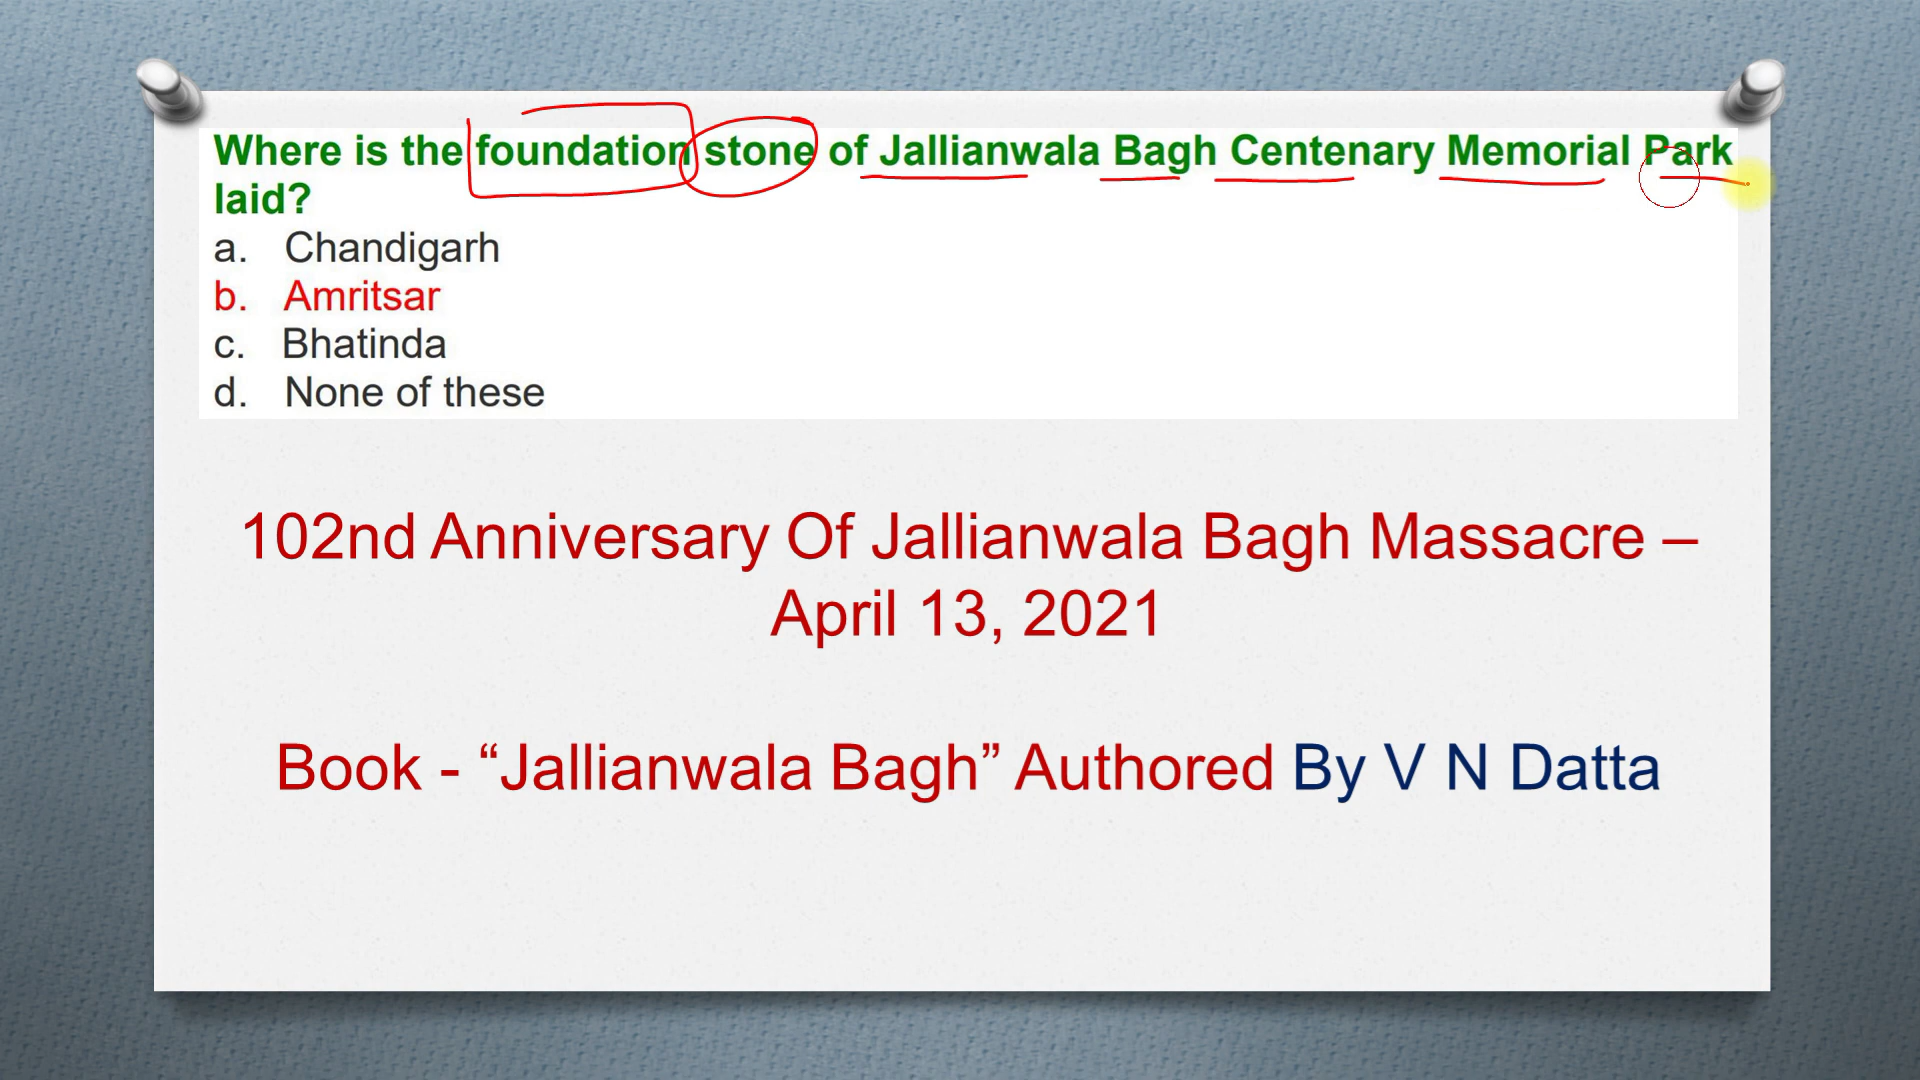 Where is the foundation stone of Jallianwala Bagh Centenary Memorial Park
laid?
a. Chandigarh
b. Amritsar
c. Bhatinda
d. None of these
102nd Anniversary Of Jallianwala Bagh Massacre –
April 13, 2021
Book - “Jallianwala Bagh” Authored By V N Datta